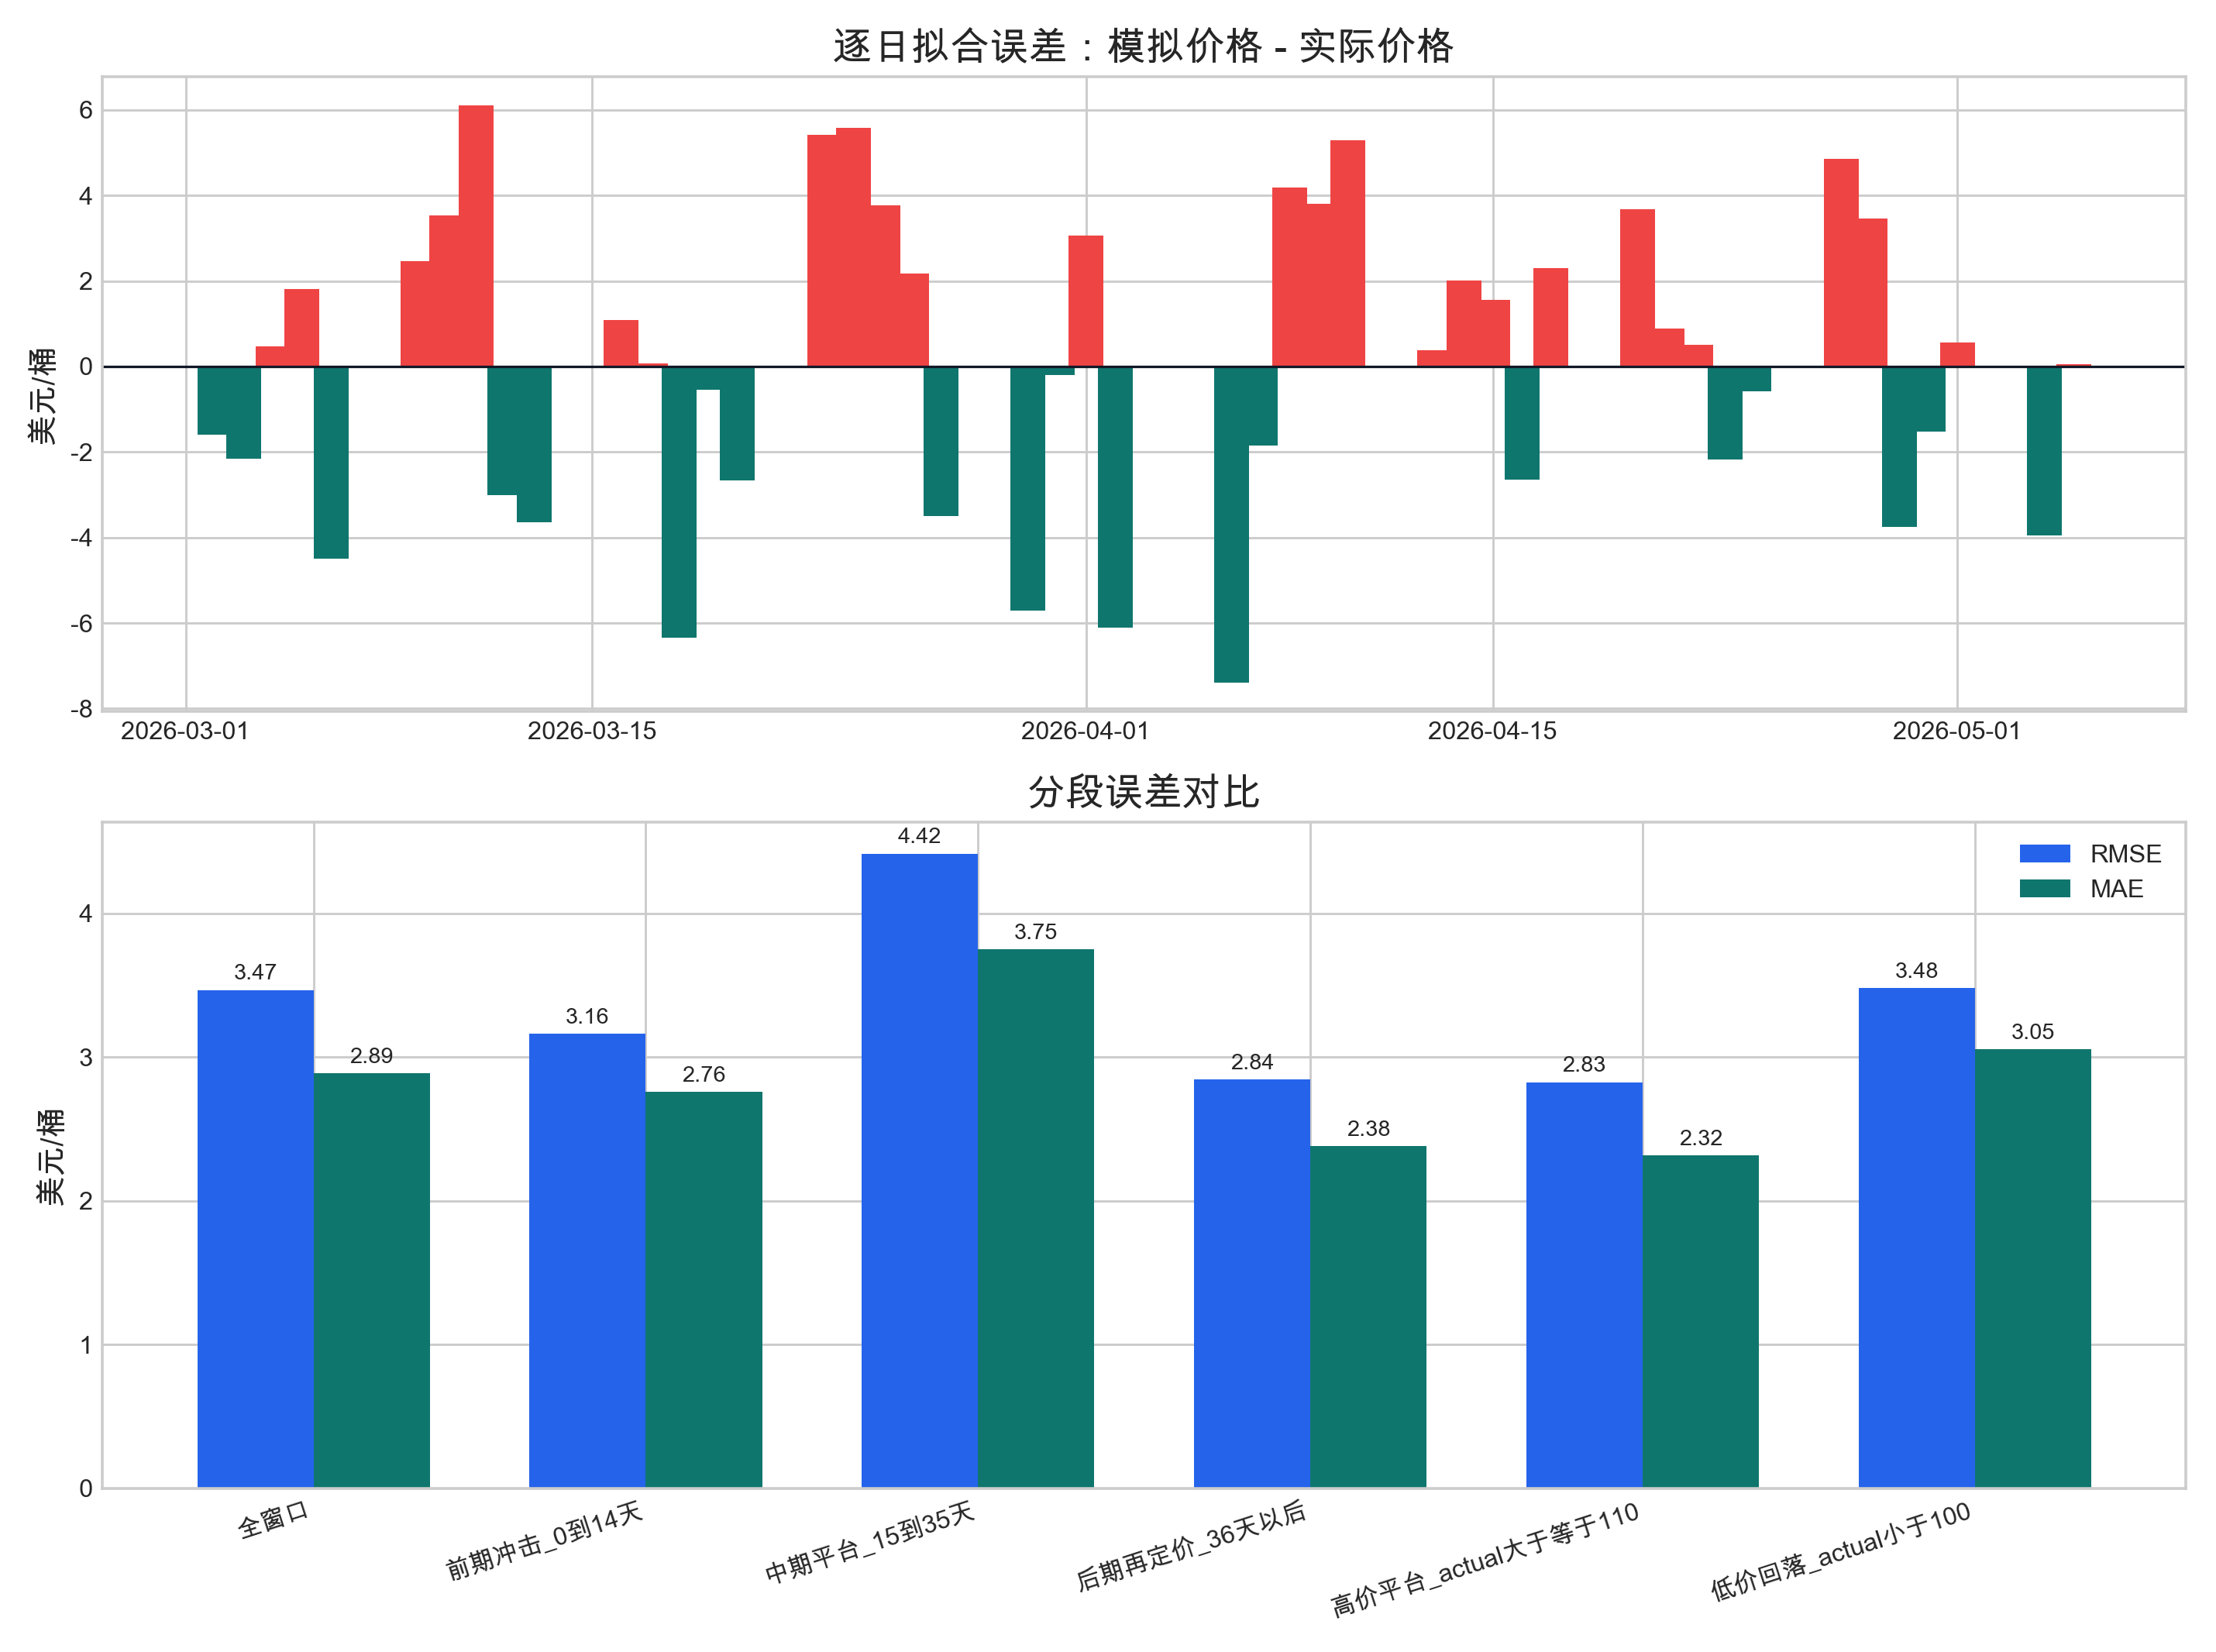 逐日拟合误差：模拟价格 - 实际价格
美元/桶
6
4
2
0
-2
-4
-6
-8
2026-03-01
2026-03-15
2026-04-01
2026-04-15
2026-05-01
分段误差对比
美元/桶
4
3
2
1
0
RMSE
MAE
3.47
2.89
3.16
2.76
4.42
3.75
2.84
2.38
2.83
2.32
3.48
3.05
全窗口
前期冲击_0到14天
中期平台_15到35天
后期再定价_36天以后
高价平台_actual大于等于110
低价回落_actual小于100